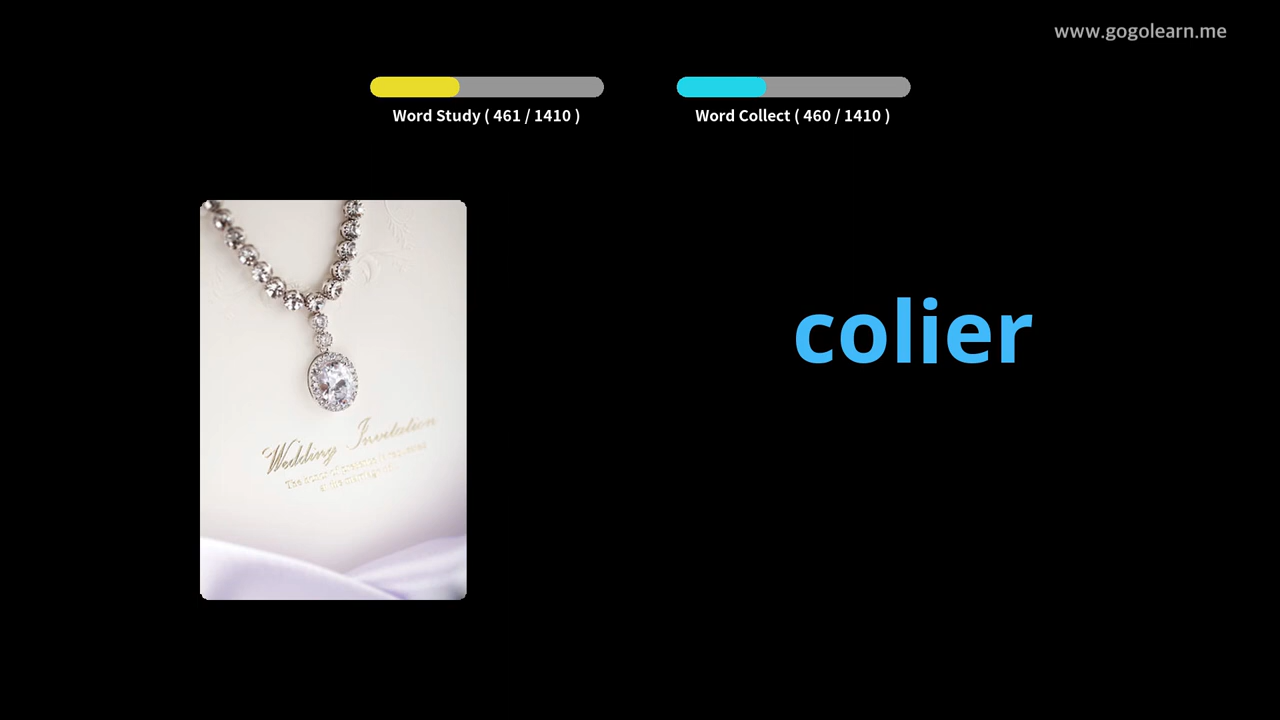 www.gogolearn.me
Word Study ( 461 / 1410 )
Word Collect ( 460 / 1410 )
colier
Wedding Invitation